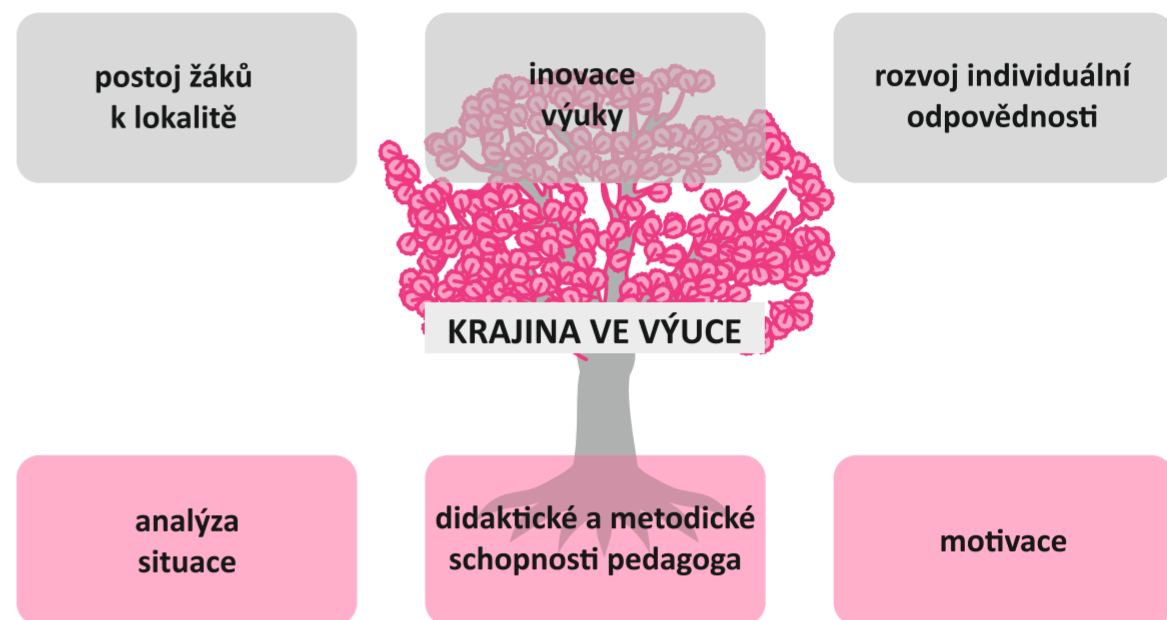 postoj žáků
k lokalitě
inovace
výuky
rozvoj individuální
odpovědnosti
KRAJINA VE VÝUCE
analýza
situace
didaktické a metodické
schopnosti pedagoga
motivace